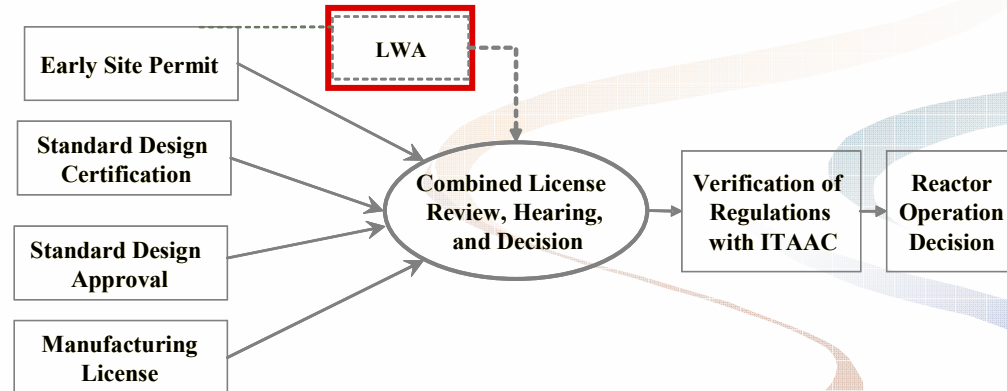 Early Site Permit
LWA
Standard Design
Certification
Standard Design
Approval
Manufacturing
License
Combined License
Review, Hearing,
and Decision
Verification of
Regulations
with ITAAC
Reactor
Operation
Decision